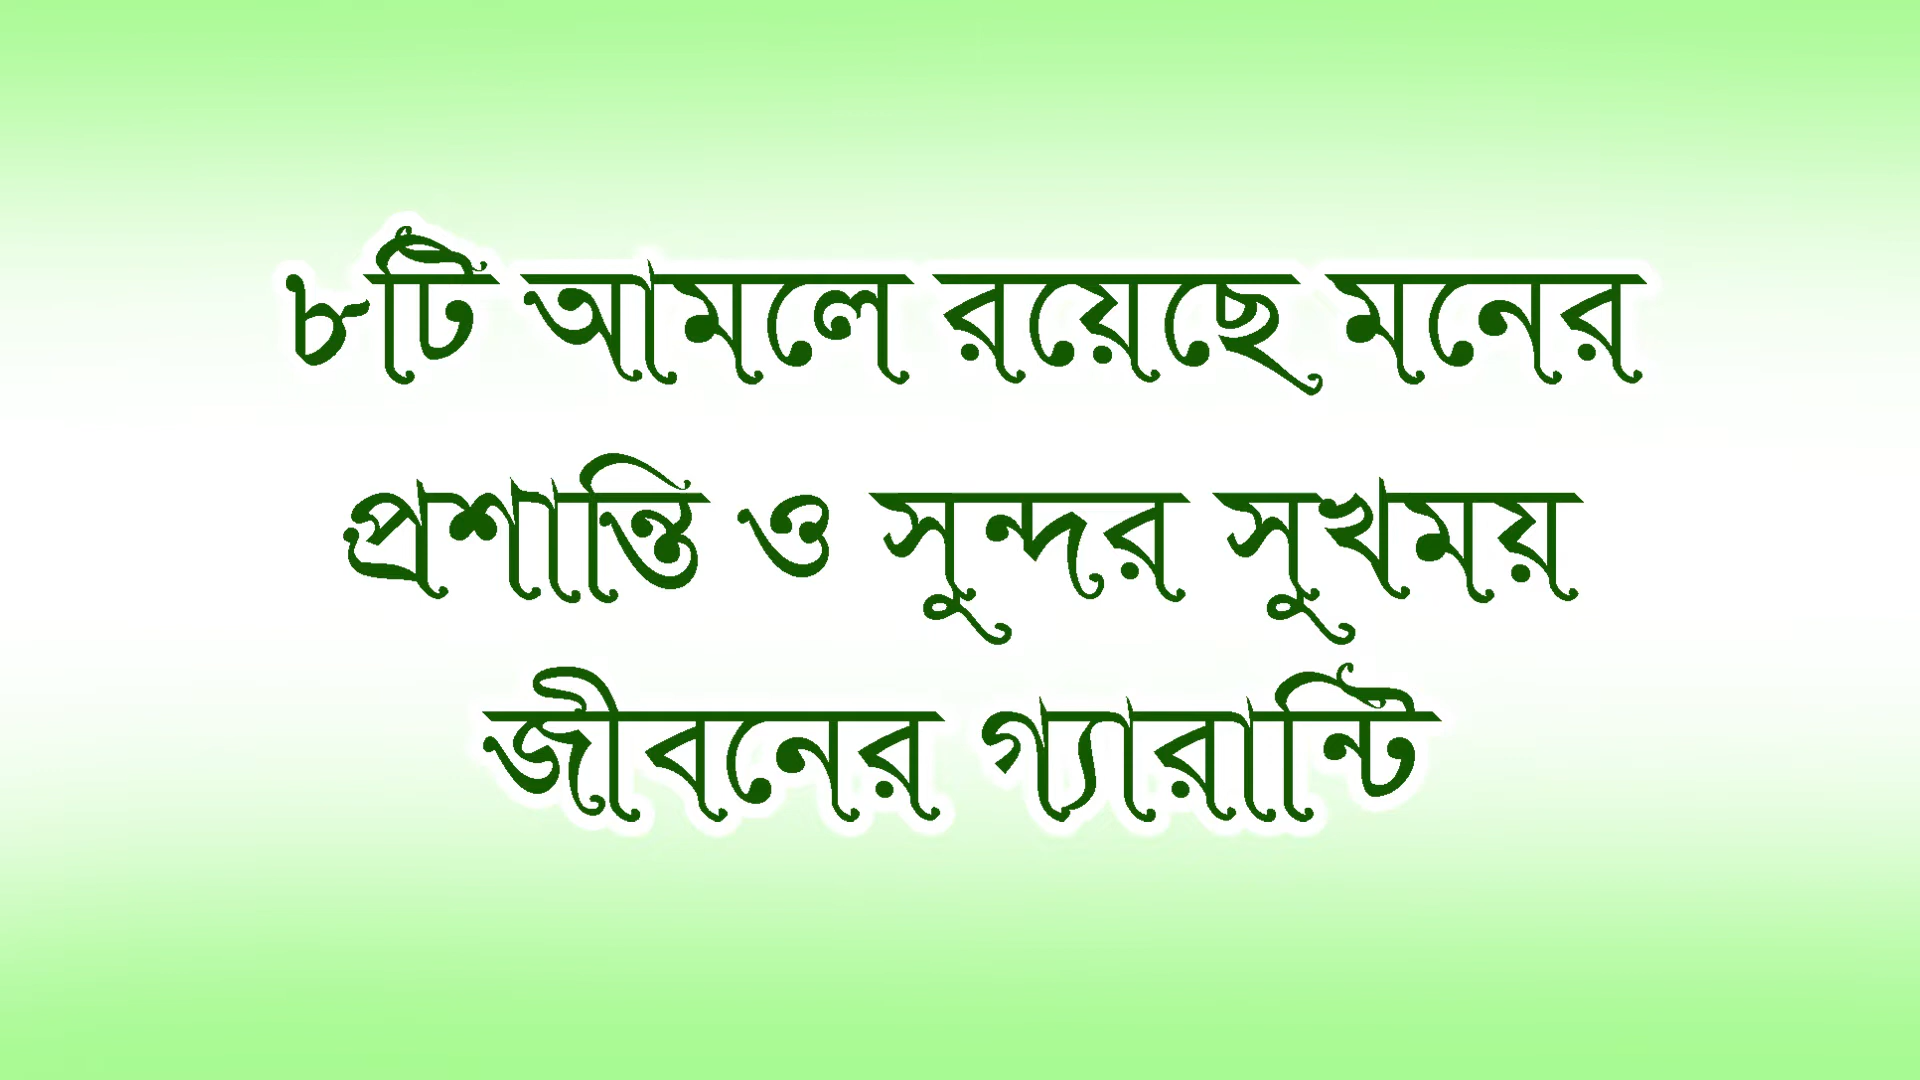 ৮টি আমলে রয়েছে মনের
প্রশান্তি ও সুন্দর সুখময়
জীবনের গ্যারান্টি